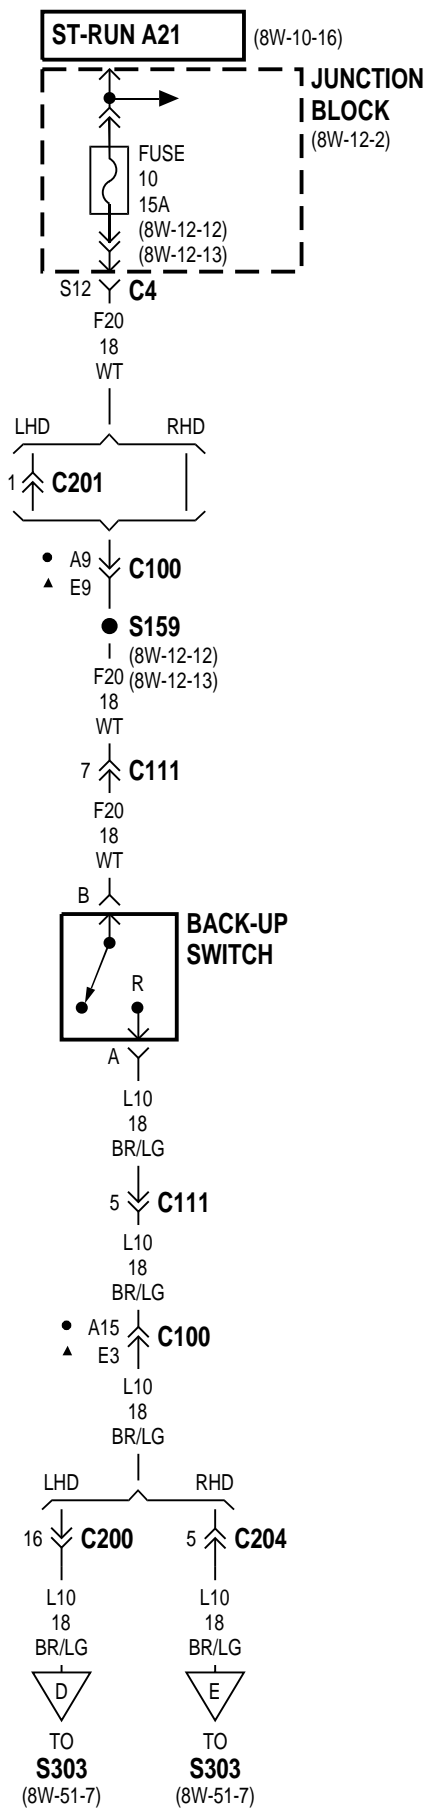 ST-RUN A21 (8W-10-16)
JUNCTION
BLOCK
(8W-12-2)
FUSE
10
15A
(8W-12-12)
(8W-12-13)
S12 C4
F20
18
WT
LHD RHD
1 C201
A9 C100
E9
S159
(8W-12-12)
F20 (8W-12-13)
18
WT
7 C111
F20
18
WT
B
BACK-UP
SWITCH
R
A
L10
18
BR/LG
5 C111
L10
18
BR/LG
A15 C100
E3
L10
18
BR/LG
LHD RHD
16 C200 5 C204
L10 L10
18 18
BR/LG BR/LG
D E
TO TO
S303 S303
(8W-51-7) (8W-51-7)